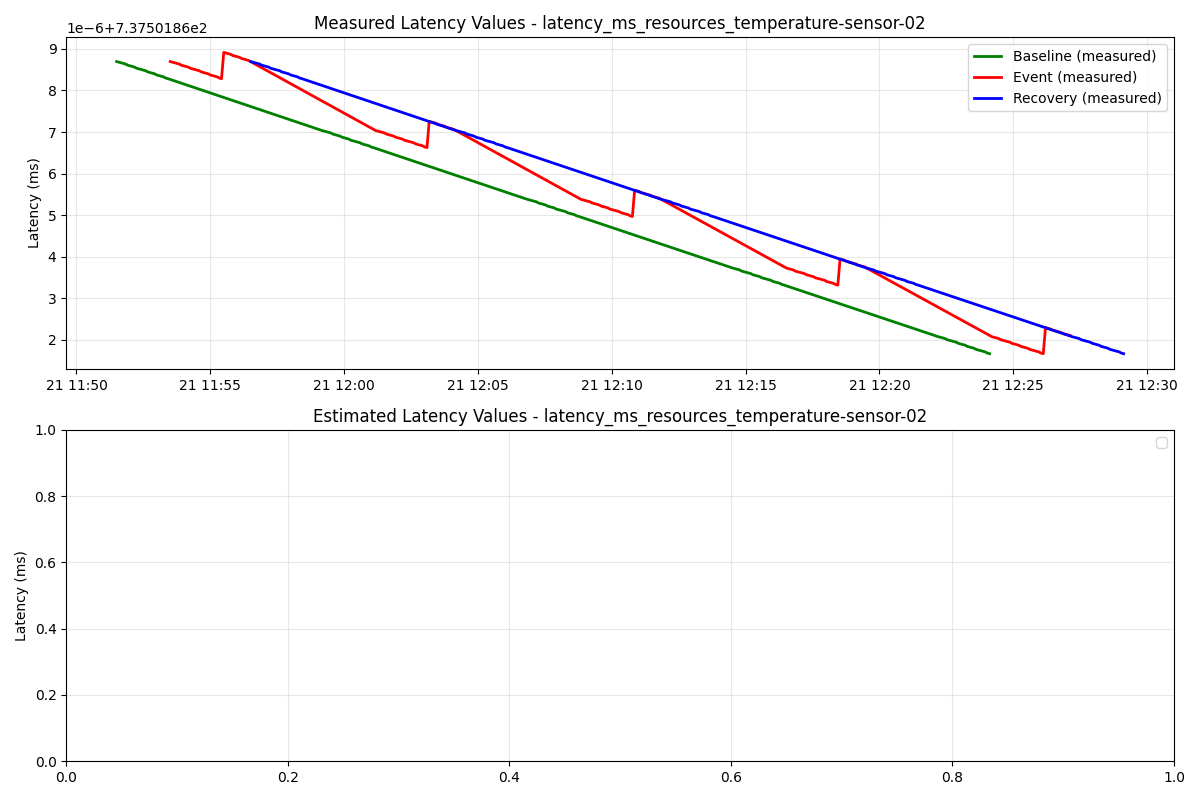 Measured Latency Values - latency_ms_resources_temperature-sensor-02
1e-6+7.3750186e2
9
8
7
6
5
4
3
2
Latency (ms)
Baseline (measured)
Event (measured)
Recovery (measured)
21 11:50 21 11:55 21 12:00 21 12:05 21 12:10 21 12:15 21 12:20 21 12:25 21 12:30
Estimated Latency Values - latency_ms_resources_temperature-sensor-02
1.0
0.8
0.6
0.4
0.2
0.0
Latency (ms)
0.0 0.2 0.4 0.6 0.8 1.0